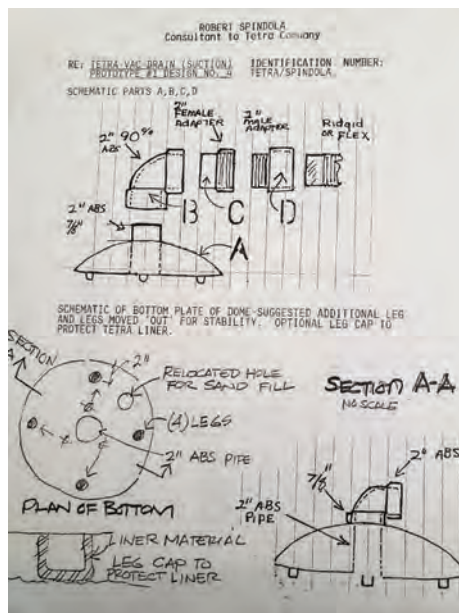 ROBERT SPINDOLA
Consultant to Tetra Company
RE: TETRA-VAC-DRAIN (SUCTION)
PROTOTYPE #1 DESIGN NO. 4
IDENTIFICATION NUMBER:
TETRA/SPINDOLA
SCHEMATIC PARTS A,B,C,D
2" 90°
ABS
2"
FEMALE
ADAPTER
2"
MALE
ADAPTER
Ridgid
OR FLEX
B
C
D
2" ABS
7/8"
A
SCHEMATIC OF BOTTOM PLATE OF DOME-SUGGESTED ADDITIONAL LEG
AND LEGS MOVED "OUT" FOR STABILITY. OPTIONAL LEG CAP TO
PROTECT TETRA LINER.
SECTION
A
2"
RELOCATED HOLE
FOR SAND FILL
(4) LEGS
2" ABS PIPE
PLAN OF BOTTOM
LINER MATERIAL
LEG CAP TO
PROTECT LINER
SECTION A-A
NO SCALE
7/8"
2" ABS
2" ABS
PIPE